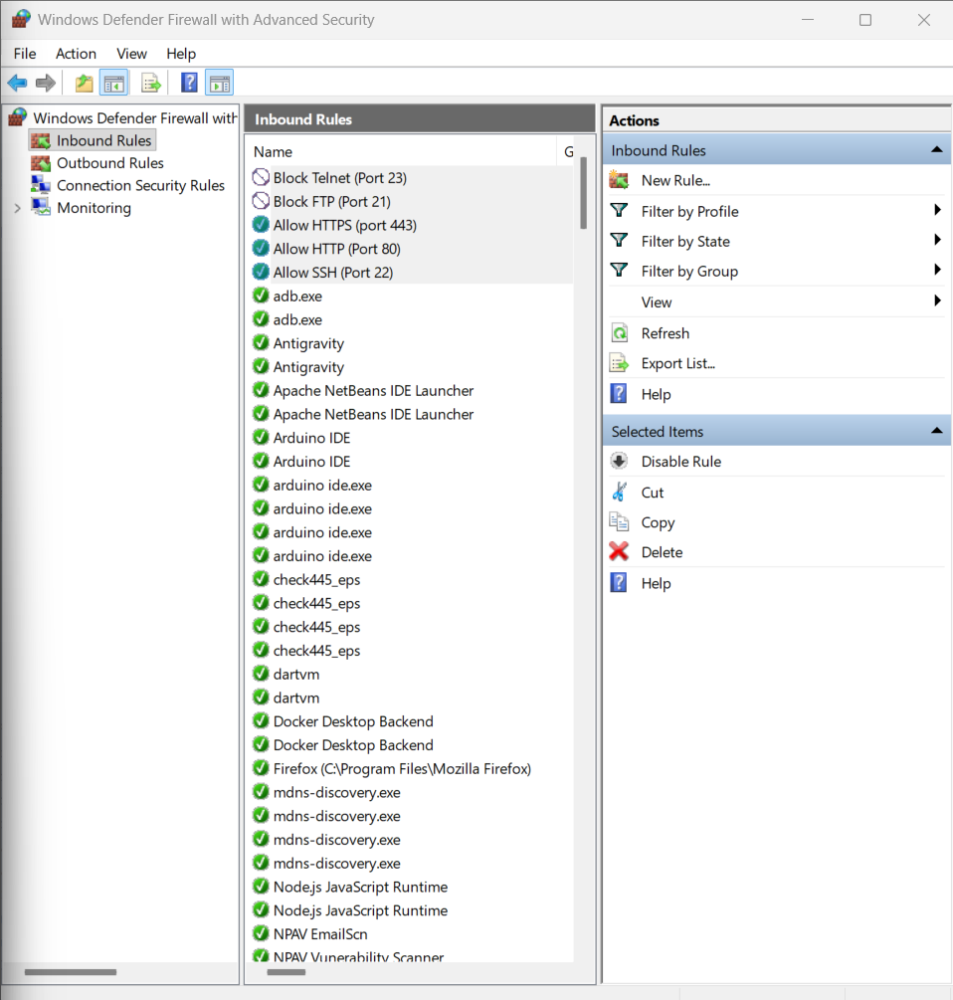 Windows Defender Firewall with Advanced Security
File Action View Help
Windows Defender Firewall with
Inbound Rules
Outbound Rules
Connection Security Rules
Monitoring
Inbound Rules
Name G
Block Telnet (Port 23)
Block FTP (Port 21)
Allow HTTPS (port 443)
Allow HTTP (Port 80)
Allow SSH (Port 22)
adb.exe
adb.exe
Antigravity
Antigravity
Apache NetBeans IDE Launcher
Apache NetBeans IDE Launcher
Arduino IDE
Arduino IDE
arduino ide.exe
arduino ide.exe
arduino ide.exe
arduino ide.exe
check445_eps
check445_eps
check445_eps
check445_eps
dartvm
dartvm
Docker Desktop Backend
Docker Desktop Backend
Firefox (C:\Program Files\Mozilla Firefox)
mdns-discovery.exe
mdns-discovery.exe
mdns-discovery.exe
mdns-discovery.exe
Node.js JavaScript Runtime
Node.js JavaScript Runtime
NPAV EmailScn
NPAV Vunerability Scanner
Actions
Inbound Rules
New Rule...
Filter by Profile
Filter by State
Filter by Group
View
Refresh
Export List...
Help
Selected Items
Disable Rule
Cut
Copy
Delete
Help